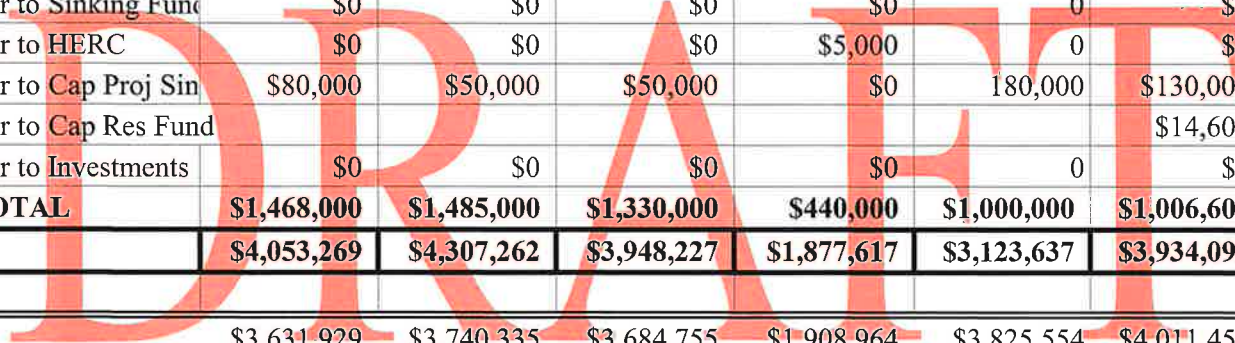 r to Sinking Fund $0 $0 $0 $0 0 $
r to HERC $0 $0 $0 $5,000 0 $
r to Cap Proj Sin $80,000 $50,000 $50,000 $0 180,000 $130,00
r to Cap Res Fund $14,60
r to Investments $0 $0 $0 $0 0 $
OTAL $1,468,000 $1,485,000 $1,330,000 $440,000 $1,000,000 $1,006,60
$4,053,269 $4,307,262 $3,948,227 $1,877,617 $3,123,637 $3,934,09
$3,631,929 $3,740,335 $3,684,755 $1,908,964 $3,825,554 $4,011,45
DRAFT